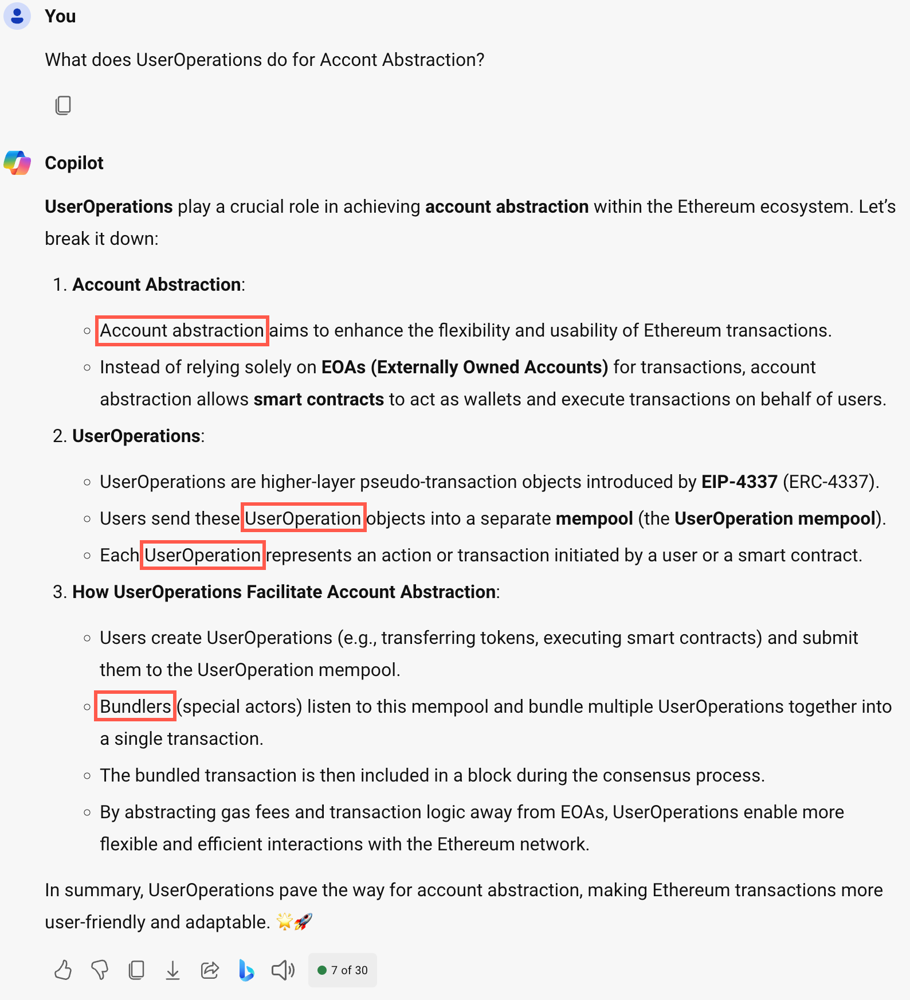 You
What does UserOperations do for Accont Abstraction?
Copilot
UserOperations play a crucial role in achieving account abstraction within the Ethereum ecosystem. Let’s
break it down:
1. Account Abstraction:
Account abstraction aims to enhance the flexibility and usability of Ethereum transactions.
Instead of relying solely on EOAs (Externally Owned Accounts) for transactions, account
abstraction allows smart contracts to act as wallets and execute transactions on behalf of users.
2. UserOperations:
UserOperations are higher-layer pseudo-transaction objects introduced by EIP-4337 (ERC-4337).
Users send these UserOperation objects into a separate mempool (the UserOperation mempool).
Each UserOperation represents an action or transaction initiated by a user or a smart contract.
3. How UserOperations Facilitate Account Abstraction:
Users create UserOperations (e.g., transferring tokens, executing smart contracts) and submit
them to the UserOperation mempool.
Bundlers (special actors) listen to this mempool and bundle multiple UserOperations together into
a single transaction.
The bundled transaction is then included in a block during the consensus process.
By abstracting gas fees and transaction logic away from EOAs, UserOperations enable more
flexible and efficient interactions with the Ethereum network.
In summary, UserOperations pave the way for account abstraction, making Ethereum transactions more
user-friendly and adaptable. 🌟🚀
7 of 30